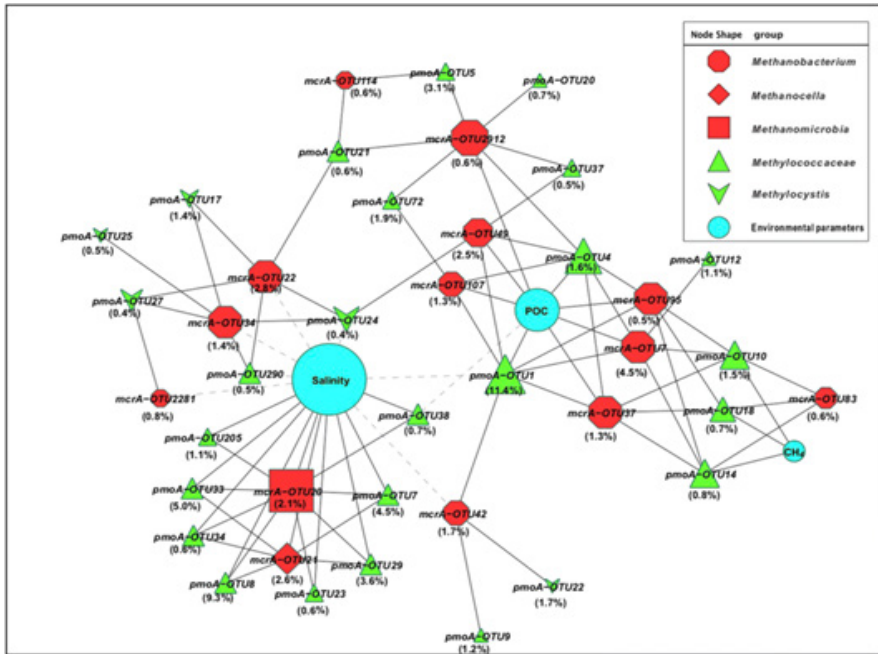 Node Shape group
Methanobacterium
Methanocella
Methanomicrobia
Methylococcaceae
Methylocystis
Environmental parameters
mcrA-OTU114
(0.6%)
pmoA-OTU5
(3.1%)
pmoA-OTU20
(0.7%)
mcrA-OTU2912
(0.6%)
pmoA-OTU21
(0.6%)
pmoA-OTU37
(0.5%)
pmoA-OTU17
(1.4%)
pmoA-OTU72
(1.9%)
pmoA-OTU25
(0.5%)
mcrA-OTU49
(2.5%)
pmoA-OTU4
(1.6%)
pmoA-OTU12
(1.1%)
mcrA-OTU22
(2.8%)
mcrA-OTU107
(1.3%)
pmoA-OTU27
(0.4%)
mcrA-OTU95
(0.5%)
POC
mcrA-OTU34
(1.4%)
pmoA-OTU24
(0.4%)
mcrA-OTU7
(4.5%)
pmoA-OTU10
(1.5%)
pmoA-OTU290
(0.5%)
Salinity
pmoA-OTU1
(11.4%)
mcrA-OTU2281
(0.8%)
mcrA-OTU83
(0.6%)
pmoA-OTU38
(0.7%)
mcrA-OTU37
(1.3%)
pmoA-OTU18
(0.7%)
pmoA-OTU205
(1.1%)
CH₄
pmoA-OTU14
(0.8%)
pmoA-OTU33
(5.0%)
mcrA-OTU20
(2.1%)
pmoA-OTU7
(4.5%)
mcrA-OTU42
(1.7%)
pmoA-OTU34
(0.6%)
mcrA-OTU21
(2.6%)
pmoA-OTU29
(3.6%)
pmoA-OTU8
(9.3%)
pmoA-OTU23
(0.6%)
pmoA-OTU22
(1.7%)
pmoA-OTU9
(1.2%)